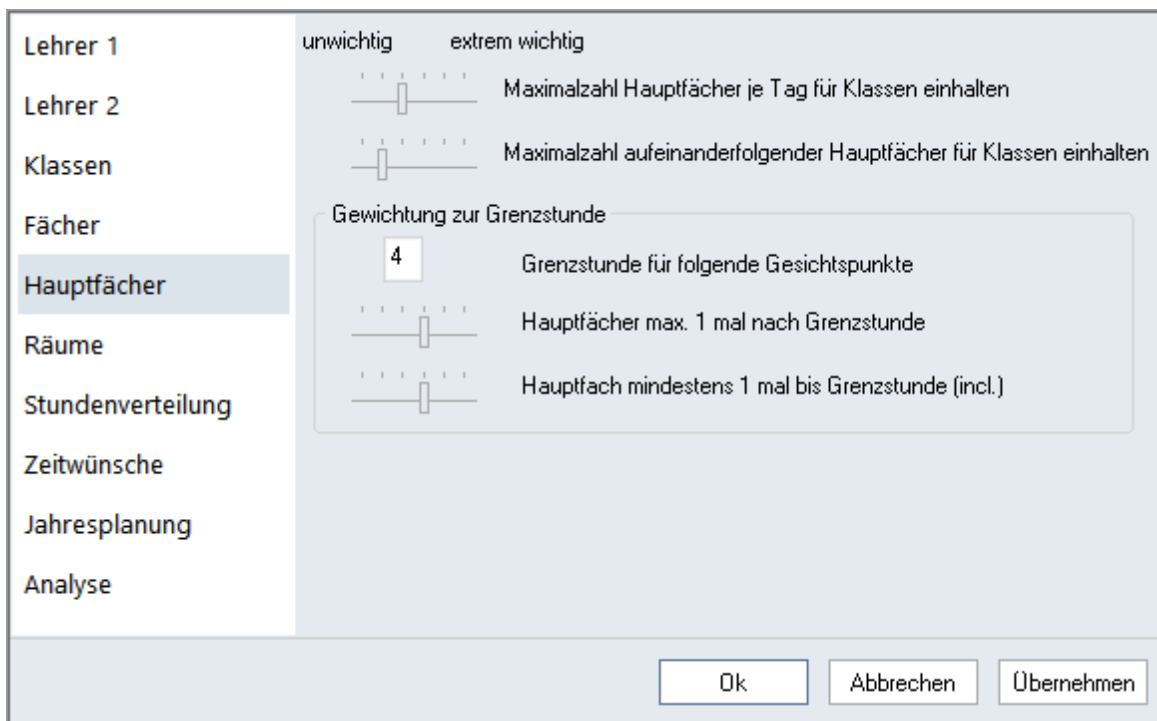 Lehrer 1
Lehrer 2
Klassen
Fächer
Hauptfächer
Räume
Stundenverteilung
Zeitwünsche
Jahresplanung
Analyse
unwichtig extrem wichtig
Maximalzahl Hauptfächer je Tag für Klassen einhalten
Maximalzahl aufeinanderfolgender Hauptfächer für Klassen einhalten
Gewichtung zur Grenzstunde
4 Grenzstunde für folgende Gesichtspunkte
Hauptfächer max. 1 mal nach Grenzstunde
Hauptfach mindestens 1 mal bis Grenzstunde (incl.)
Ok Abbrechen Übernehmen